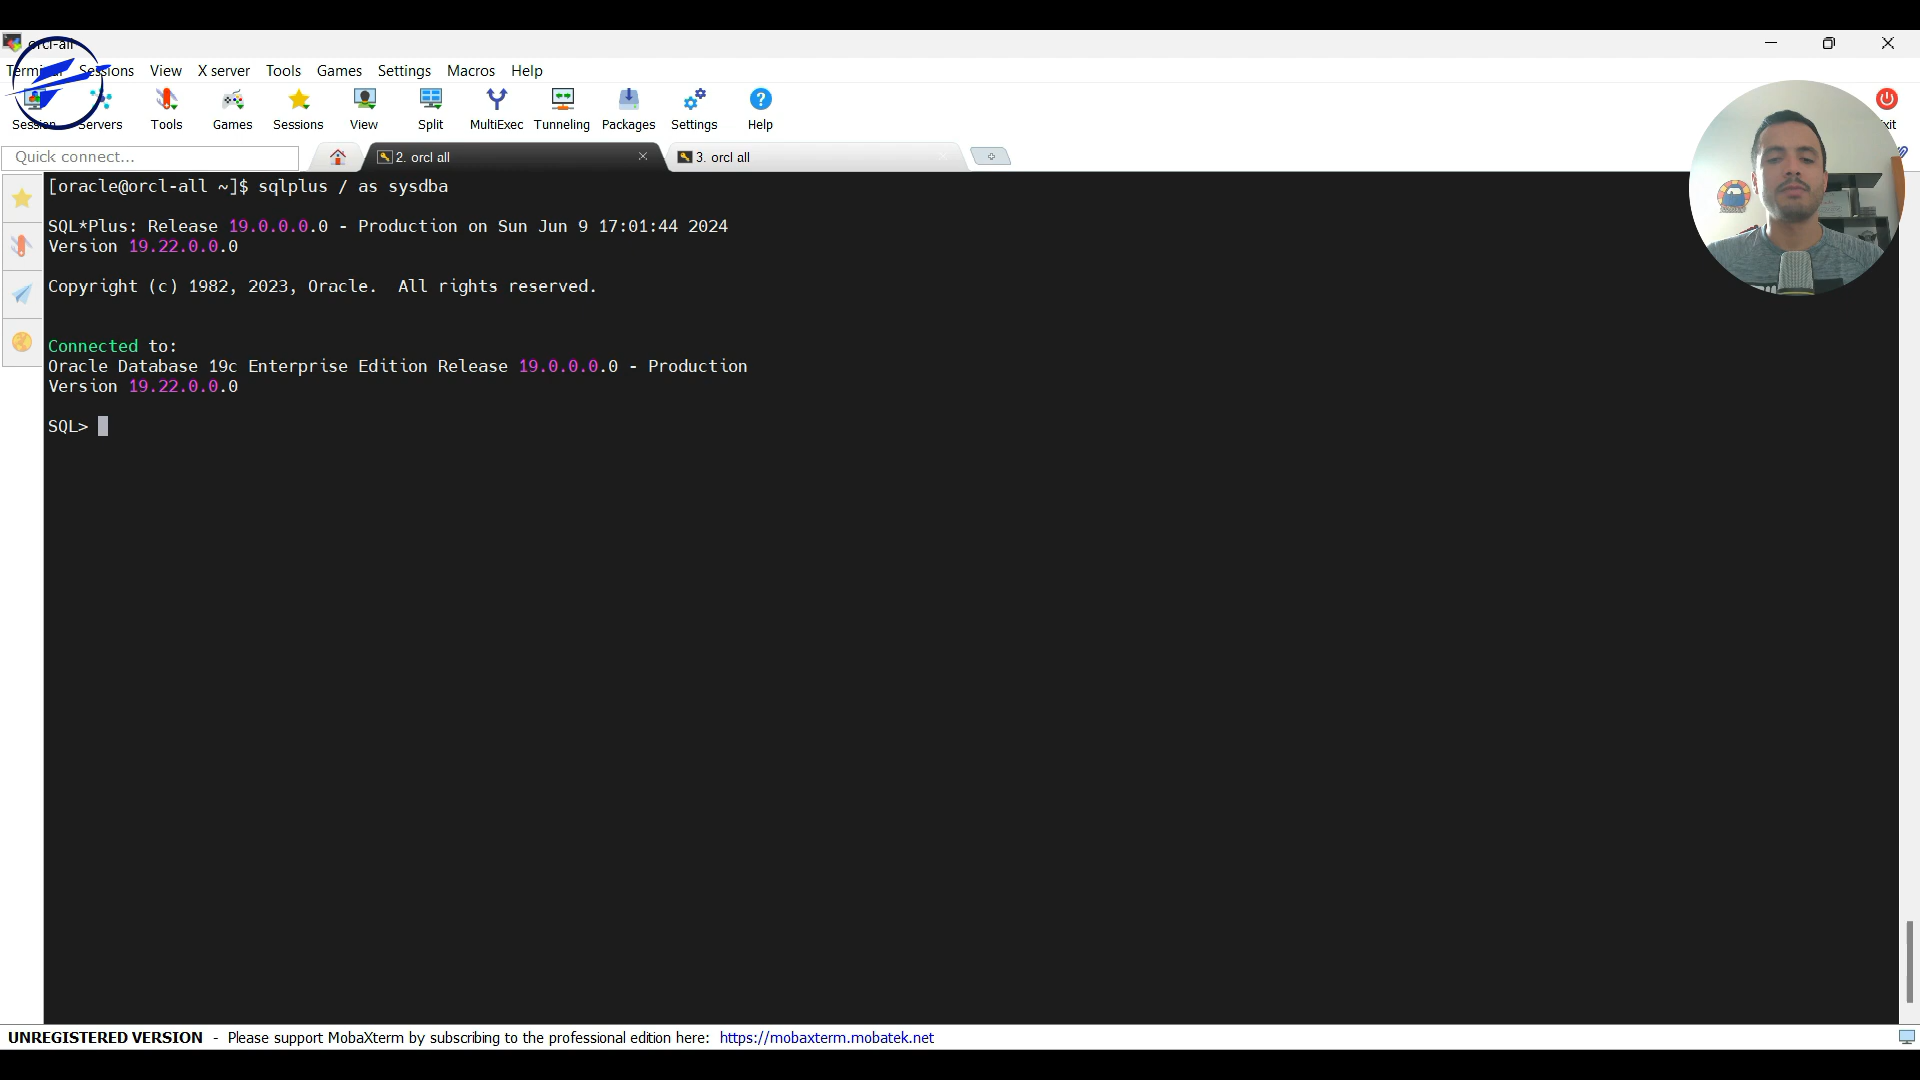 orcl-all
Terminal Sessions View X server Tools Games Settings Macros Help
Session Servers Tools Games Sessions View Split MultiExec Tunneling Packages Settings Help
Quick connect... 2. orcl all 3. orcl all
[oracle@orcl-all ~]$ sqlplus / as sysdba
SQL*Plus: Release 19.0.0.0.0 - Production on Sun Jun 9 17:01:44 2024
Version 19.22.0.0.0
Copyright (c) 1982, 2023, Oracle.  All rights reserved.
Connected to:
Oracle Database 19c Enterprise Edition Release 19.0.0.0.0 - Production
Version 19.22.0.0.0
SQL>
UNREGISTERED VERSION - Please support MobaXterm by subscribing to the professional edition here: https://mobaxterm.mobatek.net